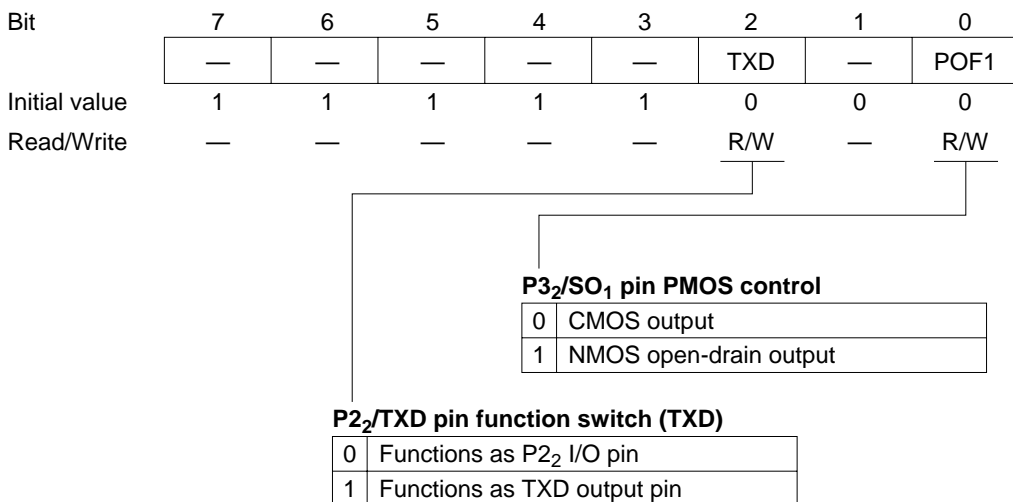 Bit 7 6 5 4 3 2 1 0
— — — — — TXD — POF1
Initial value 1 1 1 1 1 0 0 0
Read/Write — — — — — R/W — R/W
P3₂/SO₁ pin PMOS control
0 CMOS output
1 NMOS open-drain output
P2₂/TXD pin function switch (TXD)
0 Functions as P2₂ I/O pin
1 Functions as TXD output pin